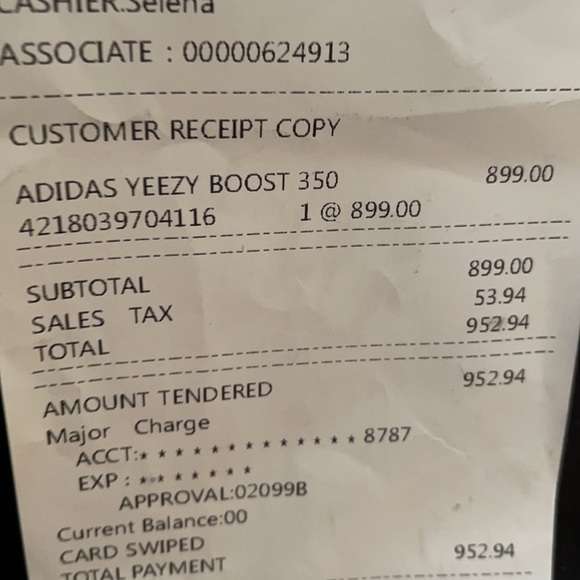 CASHIER:Selena
ASSOCIATE : 00000624913
CUSTOMER RECEIPT COPY
ADIDAS YEEZY BOOST 350 899.00
4218039704116 1 @ 899.00
SUBTOTAL 899.00
SALES TAX 53.94
TOTAL 952.94
AMOUNT TENDERED 952.94
Major Charge
ACCT:* * * * * * * * * * * * * 8787
EXP : * * * * * * * *
APPROVAL:02099B
Current Balance:00
CARD SWIPED
TOTAL PAYMENT 952.94